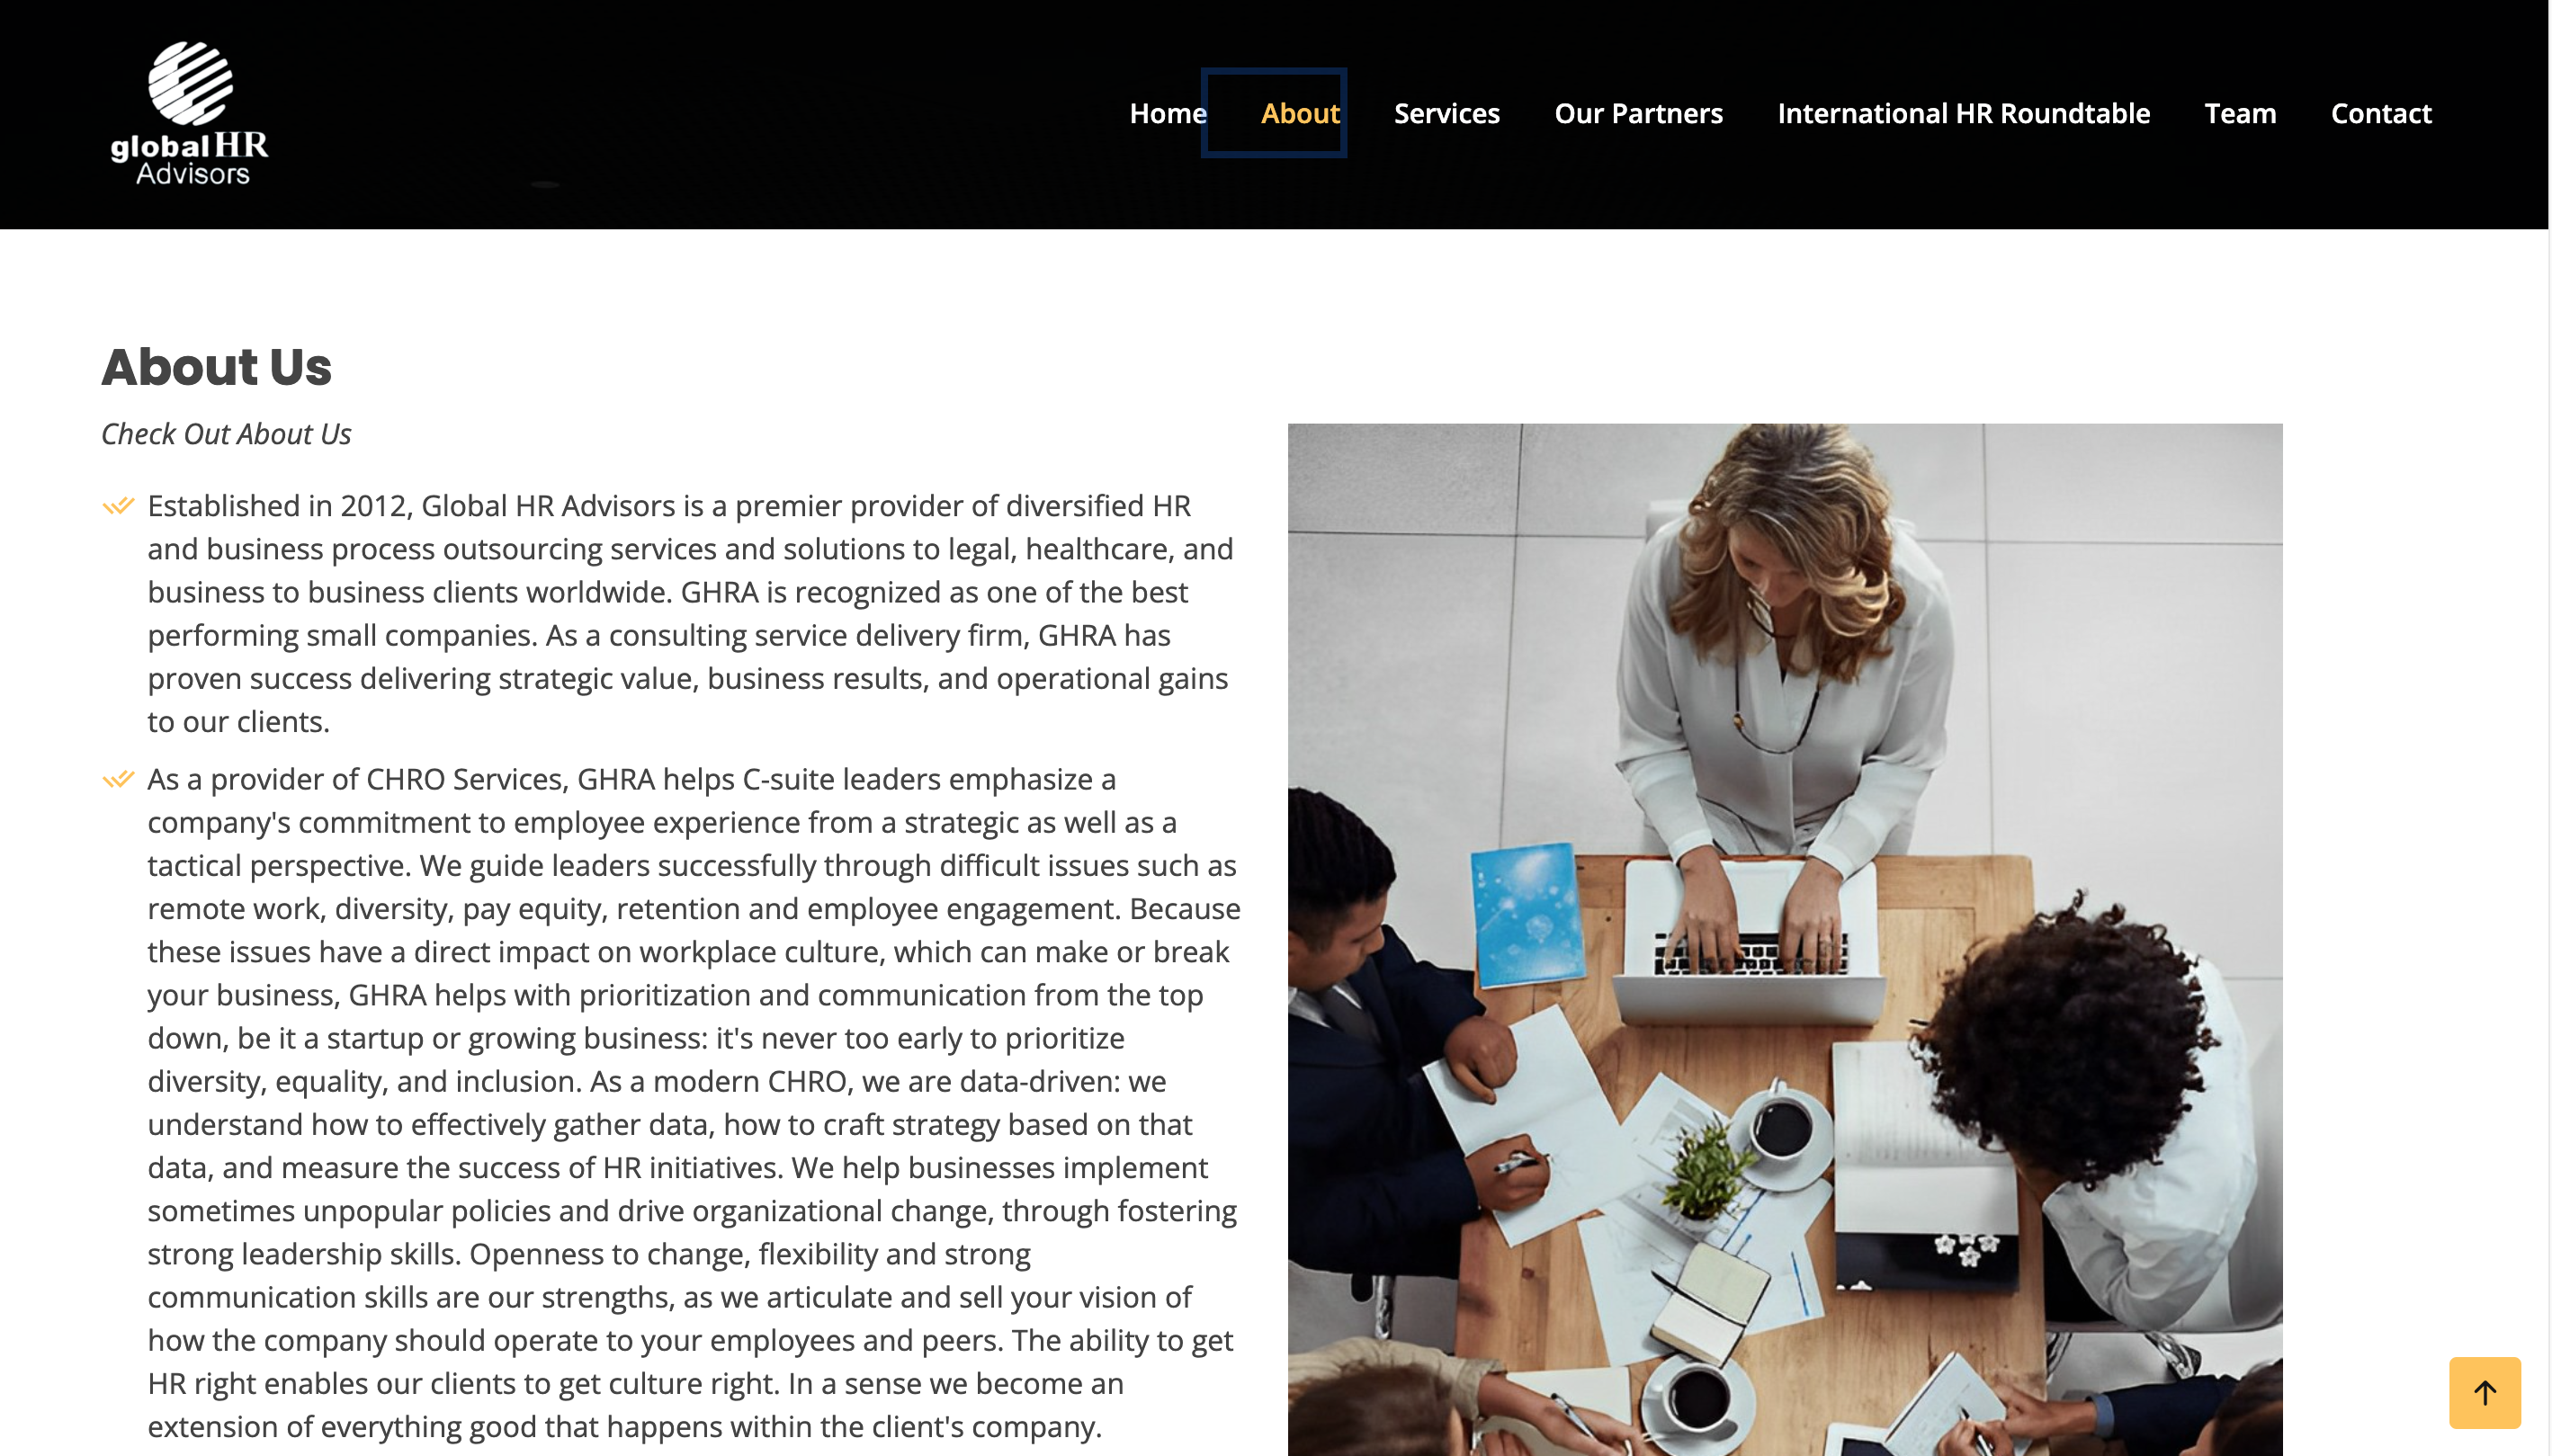 globalHR
Advisors
Home About Services Our Partners International HR Roundtable Team Contact
About Us
Check Out About Us
Established in 2012, Global HR Advisors is a premier provider of diversified HR
and business process outsourcing services and solutions to legal, healthcare, and
business to business clients worldwide. GHRA is recognized as one of the best
performing small companies. As a consulting service delivery firm, GHRA has
proven success delivering strategic value, business results, and operational gains
to our clients.
As a provider of CHRO Services, GHRA helps C-suite leaders emphasize a
company's commitment to employee experience from a strategic as well as a
tactical perspective. We guide leaders successfully through difficult issues such as
remote work, diversity, pay equity, retention and employee engagement. Because
these issues have a direct impact on workplace culture, which can make or break
your business, GHRA helps with prioritization and communication from the top
down, be it a startup or growing business: it's never too early to prioritize
diversity, equality, and inclusion. As a modern CHRO, we are data-driven: we
understand how to effectively gather data, how to craft strategy based on that
data, and measure the success of HR initiatives. We help businesses implement
sometimes unpopular policies and drive organizational change, through fostering
strong leadership skills. Openness to change, flexibility and strong
communication skills are our strengths, as we articulate and sell your vision of
how the company should operate to your employees and peers. The ability to get
HR right enables our clients to get culture right. In a sense we become an
extension of everything good that happens within the client's company.